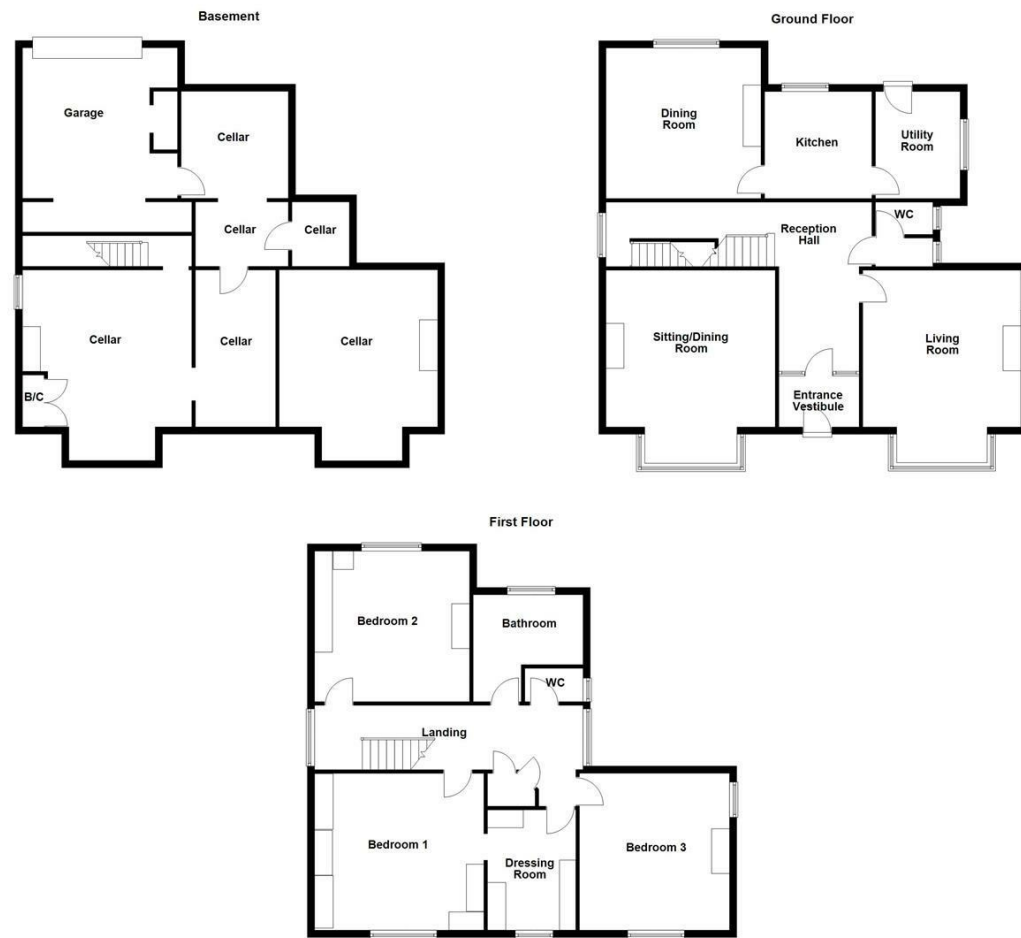 Basement
Garage
Cellar
Cellar
Cellar
Cellar
Cellar
Cellar
B/C
Ground Floor
Dining
Room
Kitchen
Utility
Room
WC
Reception
Hall
Sitting/Dining
Room
Living
Room
Entrance
Vestibule
First Floor
Bedroom 2
Bathroom
WC
Landing
Bedroom 1
Dressing
Room
Bedroom 3